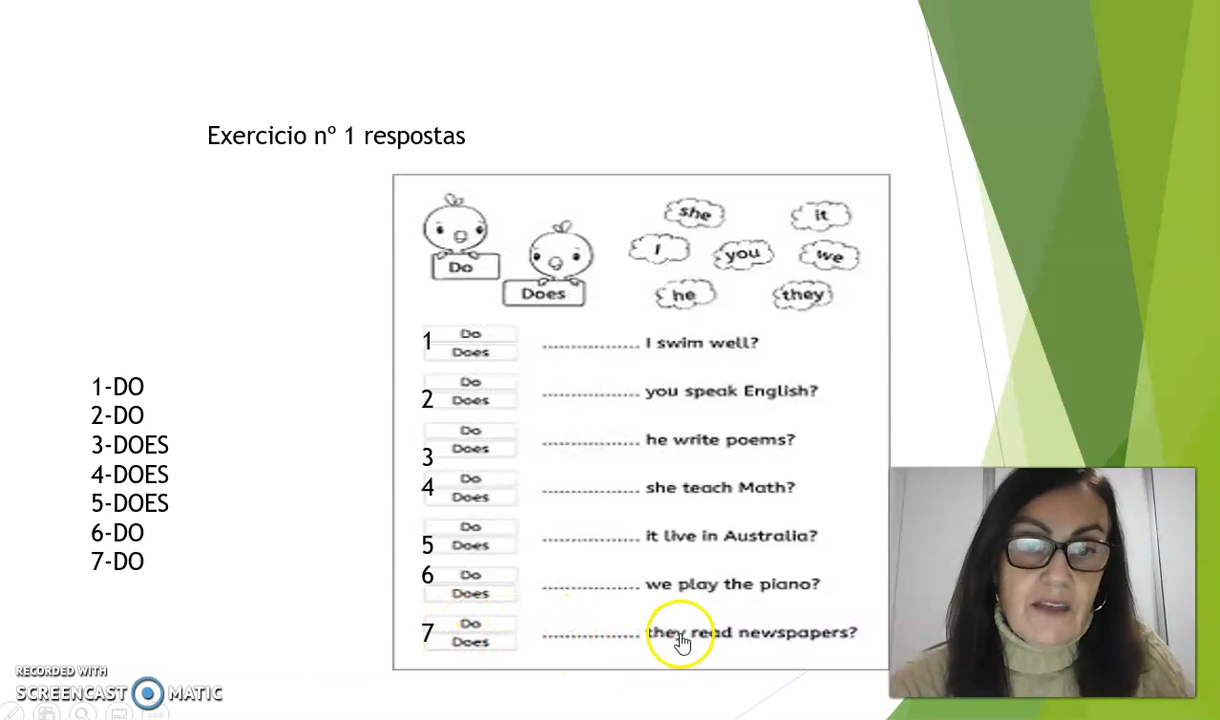 Exercicio nº 1 respostas
she
it
I
you
we
Do
Does
he
they
1 Do Does ................ I swim well?
2 Do Does ................ you speak English?
3 Do Does ................ he write poems?
4 Do Does ................ she teach Math?
5 Do Does ................ it live in Australia?
6 Do Does ................ we play the piano?
7 Do Does ................ they read newspapers?
1-DO
2-DO
3-DOES
4-DOES
5-DOES
6-DO
7-DO
RECORDED WITH
SCREENCAST MATIC